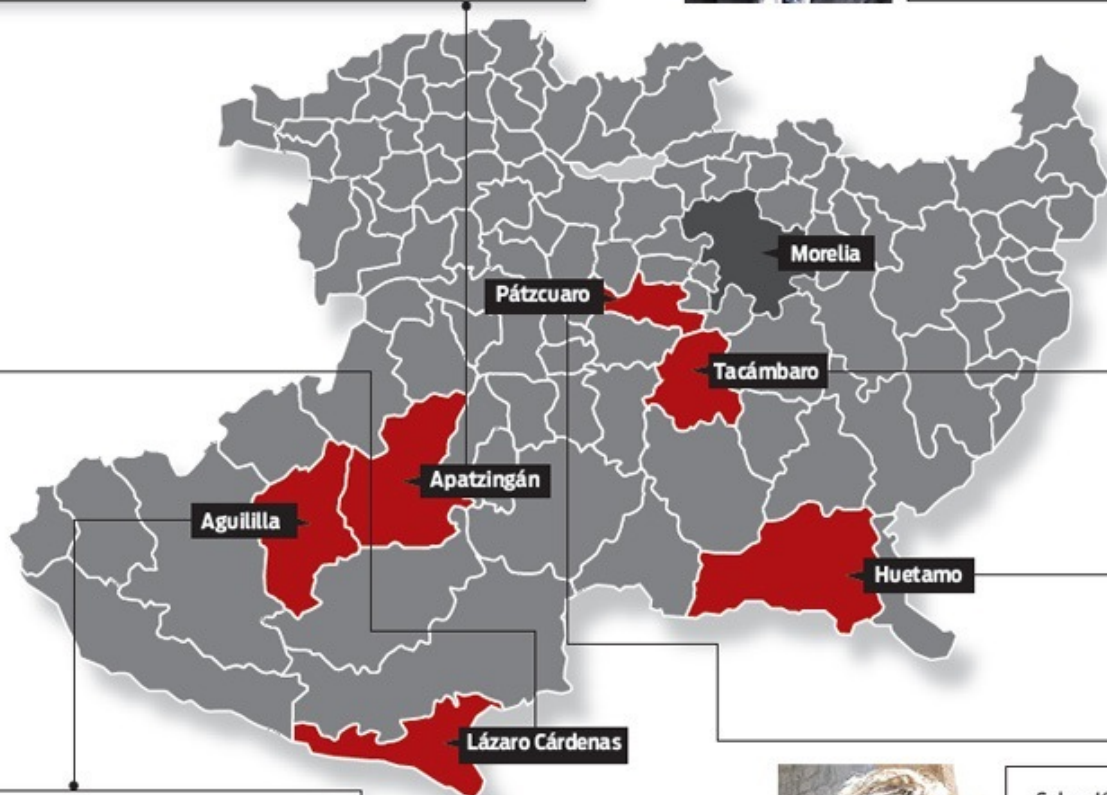 Morelia
Pátzcuaro
Tacámbaro
Apatzingán
Aguililla
Huetamo
Lázaro Cárdenas